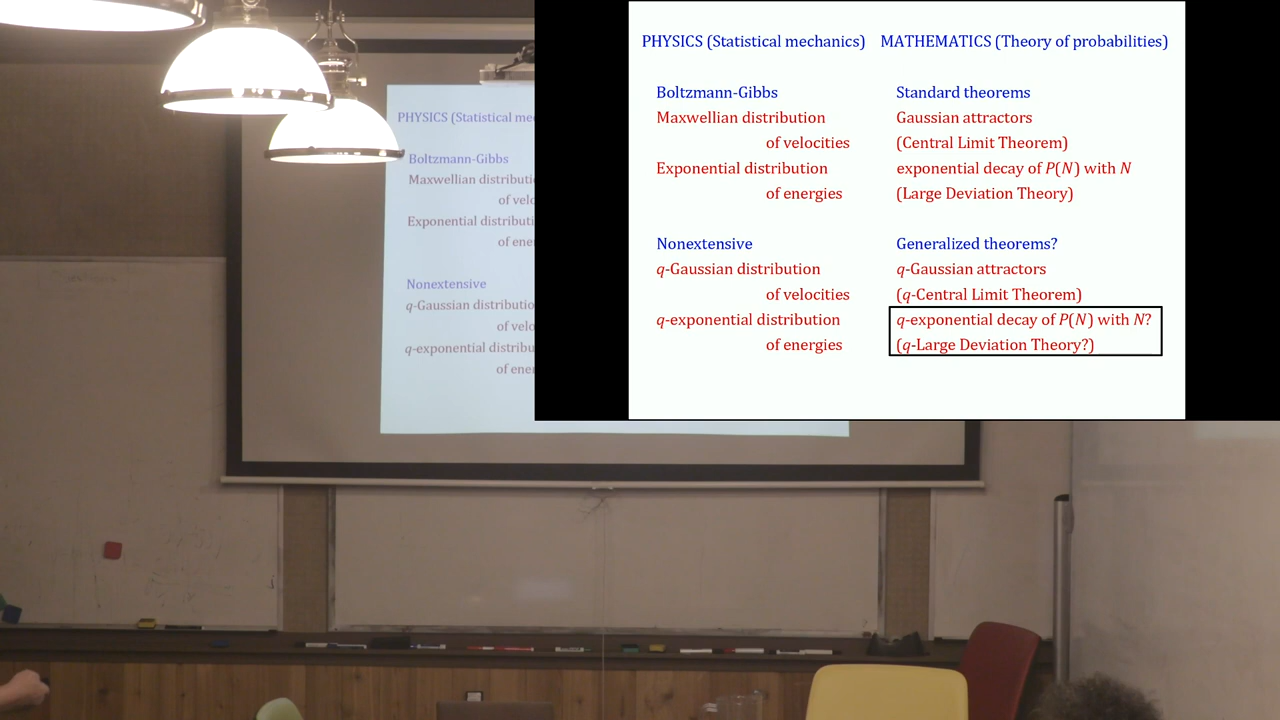 PHYSICS (Statistical mechanics) MATHEMATICS (Theory of probabilities)
Boltzmann-Gibbs Standard theorems
Maxwellian distribution Gaussian attractors
of velocities (Central Limit Theorem)
Exponential distribution exponential decay of P(N) with N
of energies (Large Deviation Theory)
Nonextensive Generalized theorems?
q-Gaussian distribution q-Gaussian attractors
of velocities (q-Central Limit Theorem)
q-exponential distribution q-exponential decay of P(N) with N?
of energies (q-Large Deviation Theory?)
PHYSICS (Statistical me
Boltzmann-Gibbs
Maxwellian distributi
of velo
Exponential distributi
of ener
Nonextensive
q-Gaussian distributio
of velo
q-exponential distribu
of ener